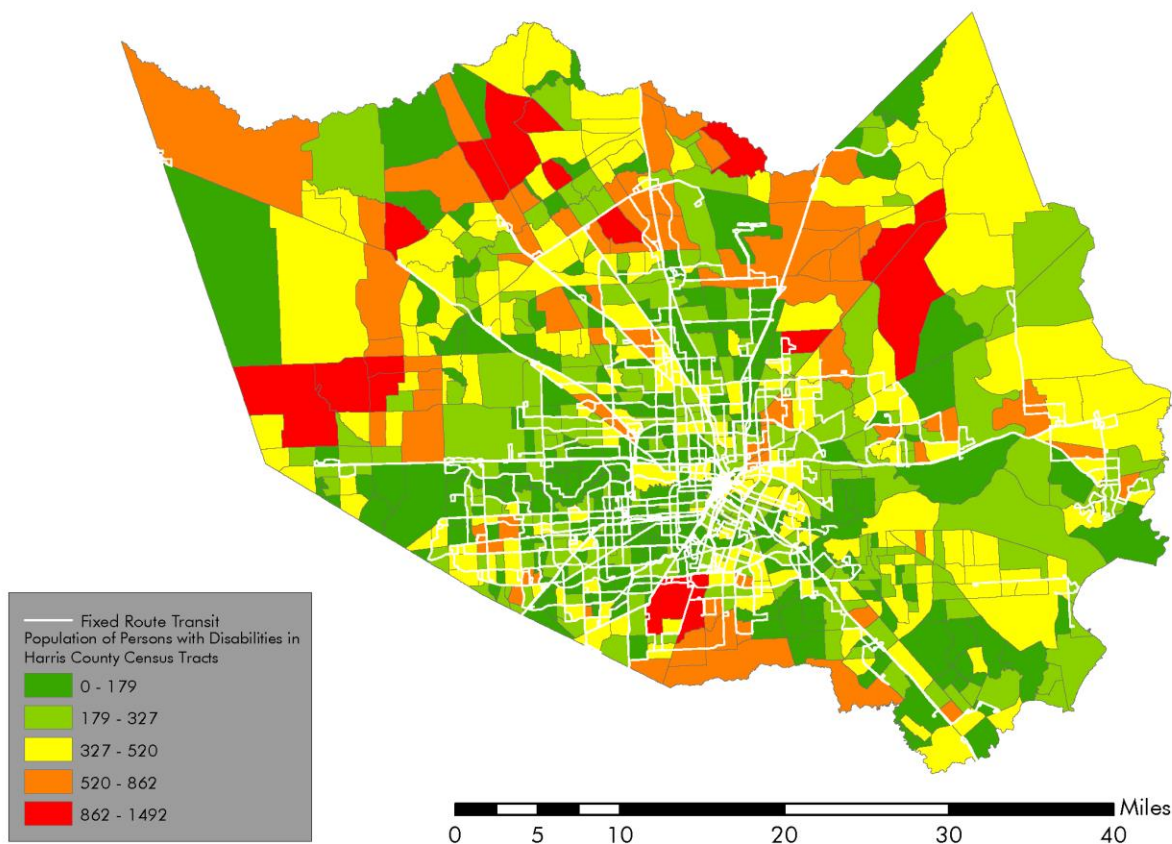 Fixed Route Transit
Population of Persons with Disabilities in
Harris County Census Tracts
0 - 179
179 - 327
327 - 520
520 - 862
862 - 1492
Miles
0 5 10 20 30 40